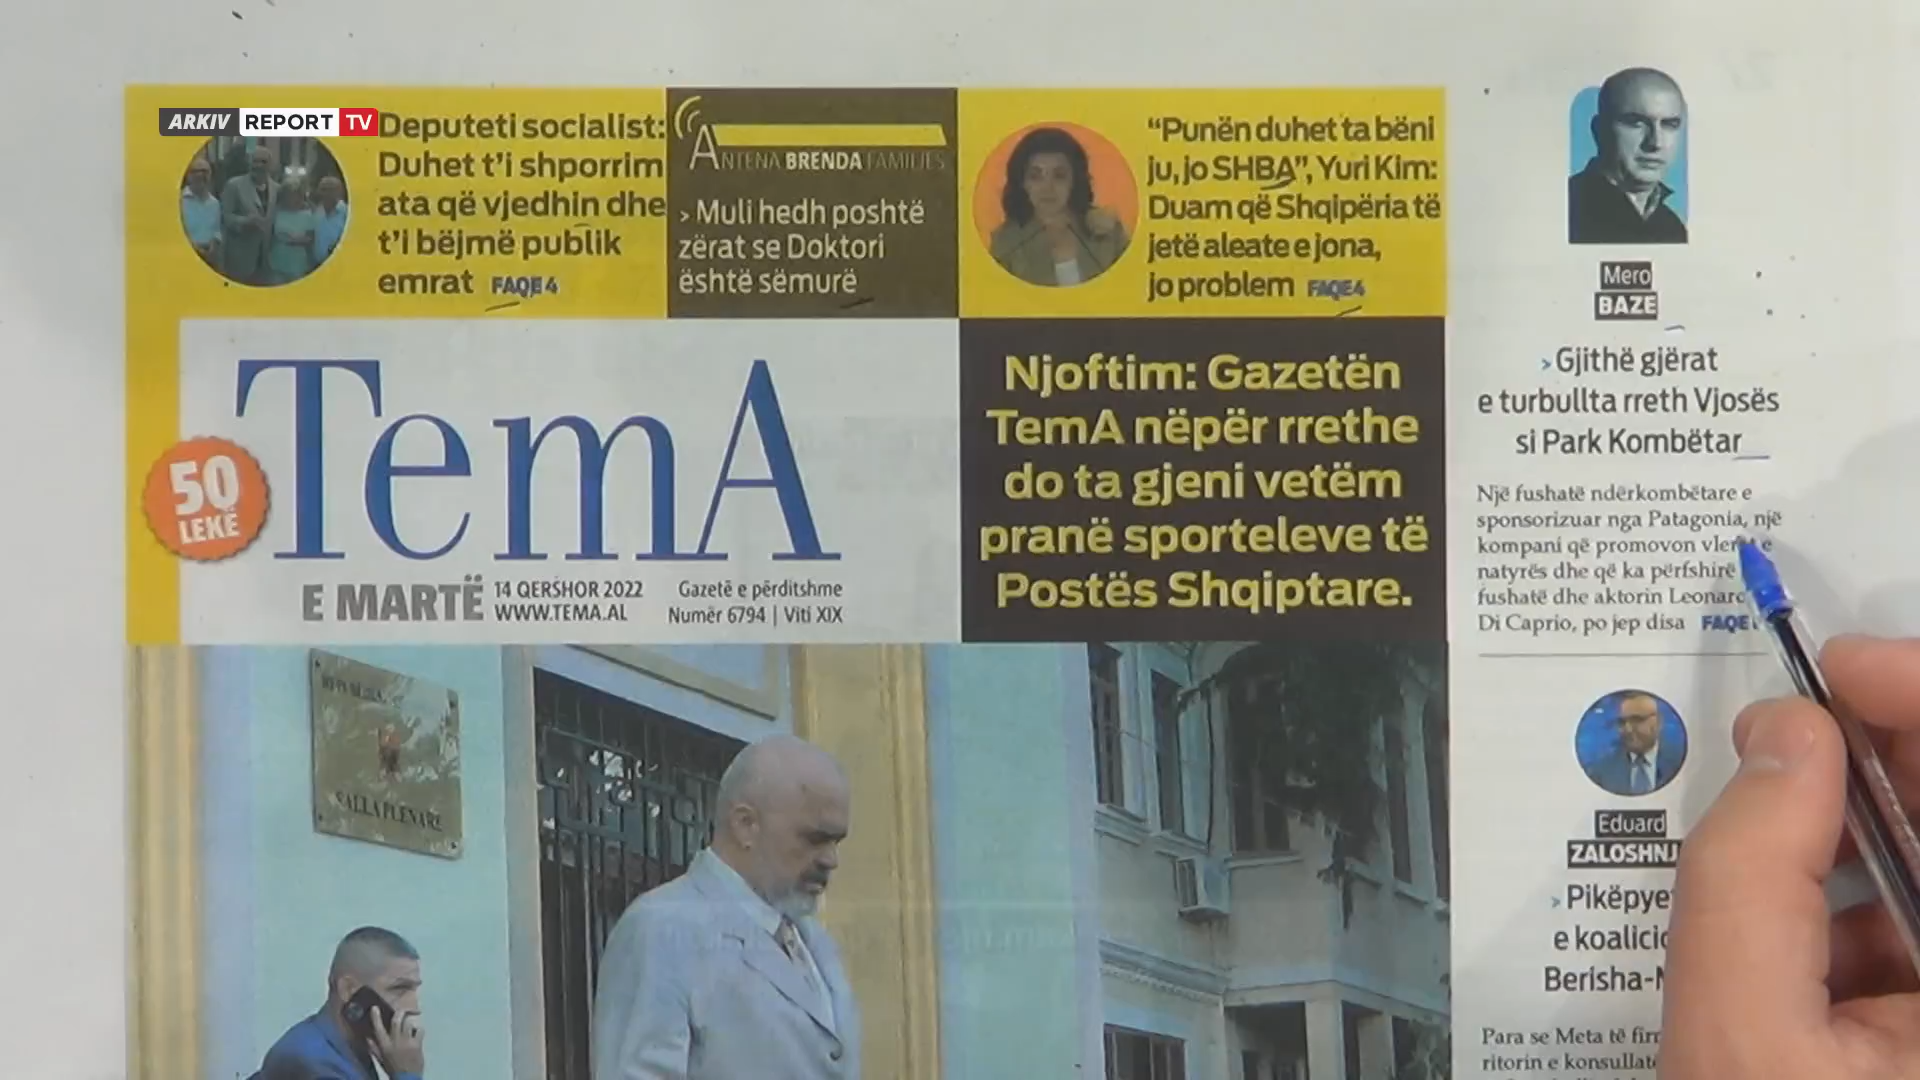 ARKIV REPORT TV
Deputeti socialist:
Duhet t'i shporrim
ata që vjedhin dhe
t'i bëjmë publik
emrat FAQE 4
ANTENA BRENDA FAMILJES
> Muli hedh poshtë
zërat se Doktori
është sëmurë
“Punën duhet ta bëni
ju, jo SHBA”, Yuri Kim:
Duam që Shqipëria të
jetë aleate e jona,
jo problem FAQE 4
50
LEKË
TemA
E MARTË
14 QERSHOR 2022
WWW.TEMA.AL
Gazetë e përditshme
Numër 6794 | Viti XIX
Njoftim: Gazetën
TemA nëpër rrethe
do ta gjeni vetëm
pranë sporteleve të
Postës Shqiptare.
SALLA PLENARE
Mero
BAZE
> Gjithë gjërat
e turbullta rreth Vjosës
si Park Kombëtar
Një fushatë ndërkombëtare e
sponsorizuar nga Patagonia, një
kompani që promovon e
natyrës dhe që ka përfshirë
fushatë dhe aktorin
Di Caprio, po jep disa FAQE
Eduard
ZALOSHNJ
> Pikëpye
e koalici
Berisha-
Para se Meta të
ritorin e